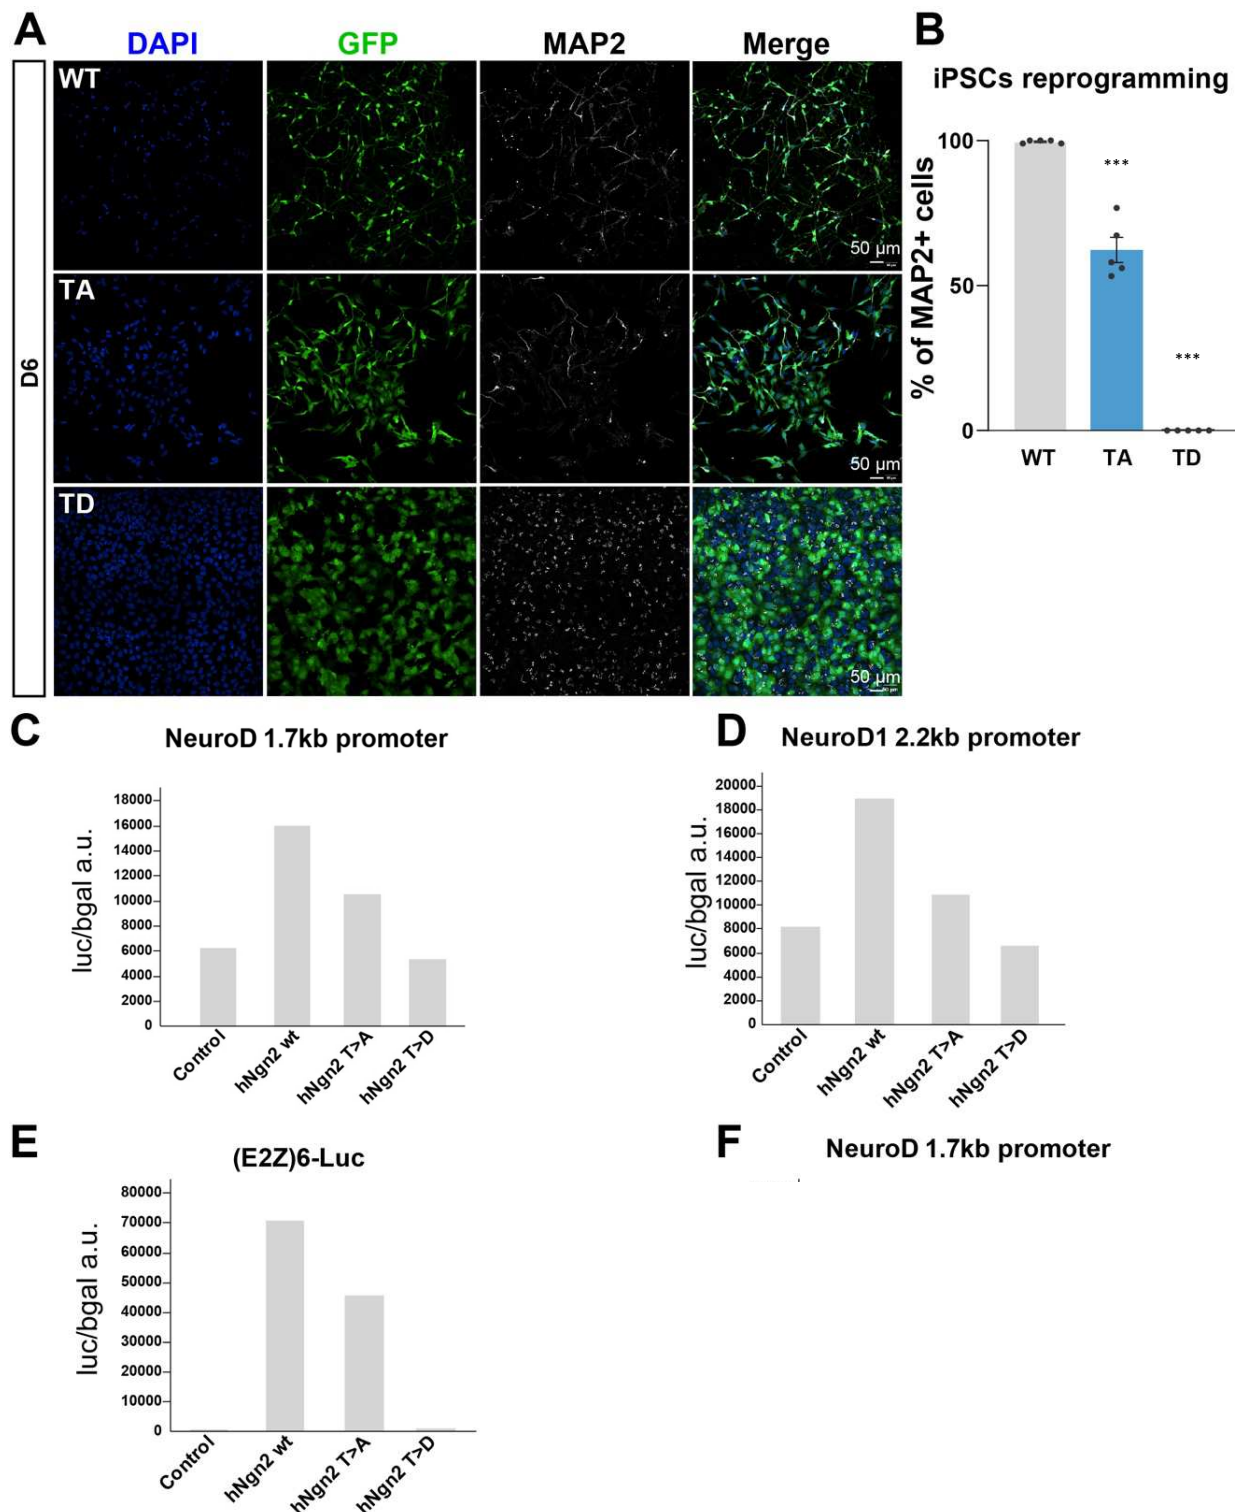 A
DAPI
GFP
MAP2
Merge
D6
WT
50 µm
TA
50 µm
TD
50 µm
B
iPSCs reprogramming
% of MAP2+ cells
100
50
0
***
***
WT
TA
TD
C
NeuroD 1.7kb promoter
luc/bgal a.u.
18000
16000
14000
12000
10000
8000
6000
4000
2000
0
Control
hNgn2 wt
hNgn2 T>A
hNgn2 T>D
D
NeuroD1 2.2kb promoter
luc/bgal a.u.
20000
18000
16000
14000
12000
10000
8000
6000
4000
2000
0
Control
hNgn2 wt
hNgn2 T>A
hNgn2 T>D
E
(E2Z)6-Luc
luc/bgal a.u.
80000
70000
60000
50000
40000
30000
20000
10000
0
Control
hNgn2 wt
hNgn2 T>A
hNgn2 T>D
F
NeuroD 1.7kb promoter